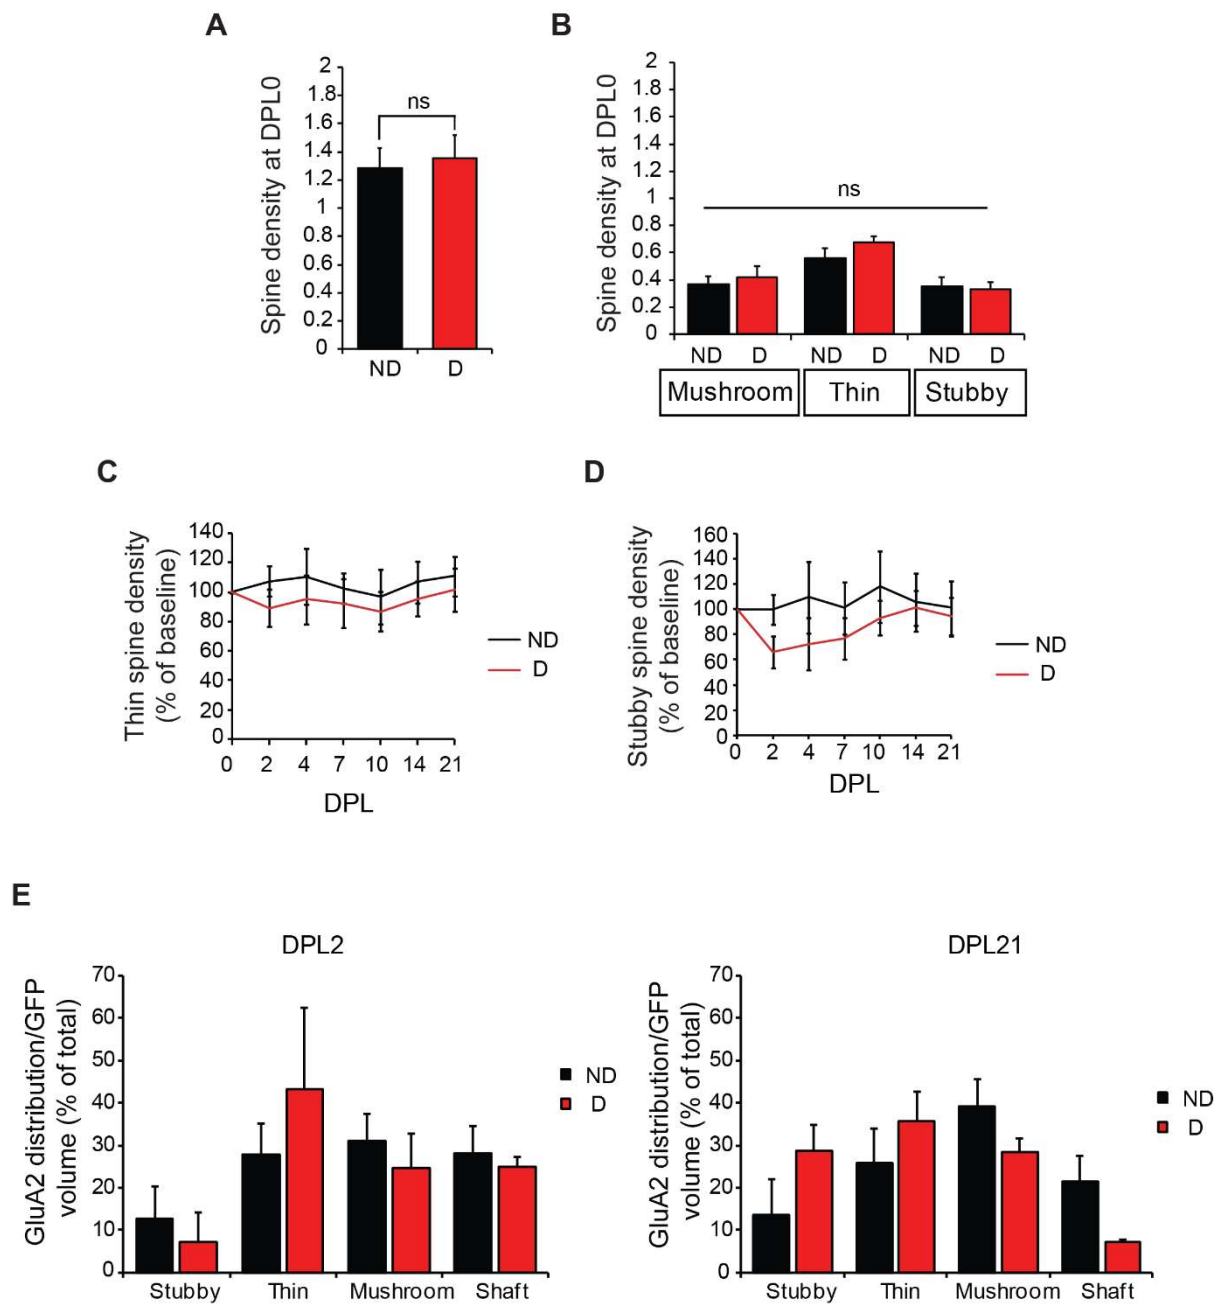 A
Spine density at DPL0
2
1.8
1.6
1.4
1.2
1
0.8
0.6
0.4
0.2
0
ns
ND D
B
Spine density at DPL0
2
1.8
1.6
1.4
1.2
1
0.8
0.6
0.4
0.2
0
ns
ND D ND D ND D
Mushroom Thin Stubby
C
Thin spine density
(% of baseline)
140
120
100
80
60
40
20
0
0 2 4 7 10 14 21
DPL
ND
D
D
Stubby spine density
(% of baseline)
160
140
120
100
80
60
40
20
0
0 2 4 7 10 14 21
DPL
ND
D
E
DPL2
GluA2 distribution/GFP
volume (% of total)
70
60
50
40
30
20
10
0
Stubby Thin Mushroom Shaft
ND
D
DPL21
GluA2 distribution/GFP
volume (% of total)
70
60
50
40
30
20
10
0
Stubby Thin Mushroom Shaft
ND
D